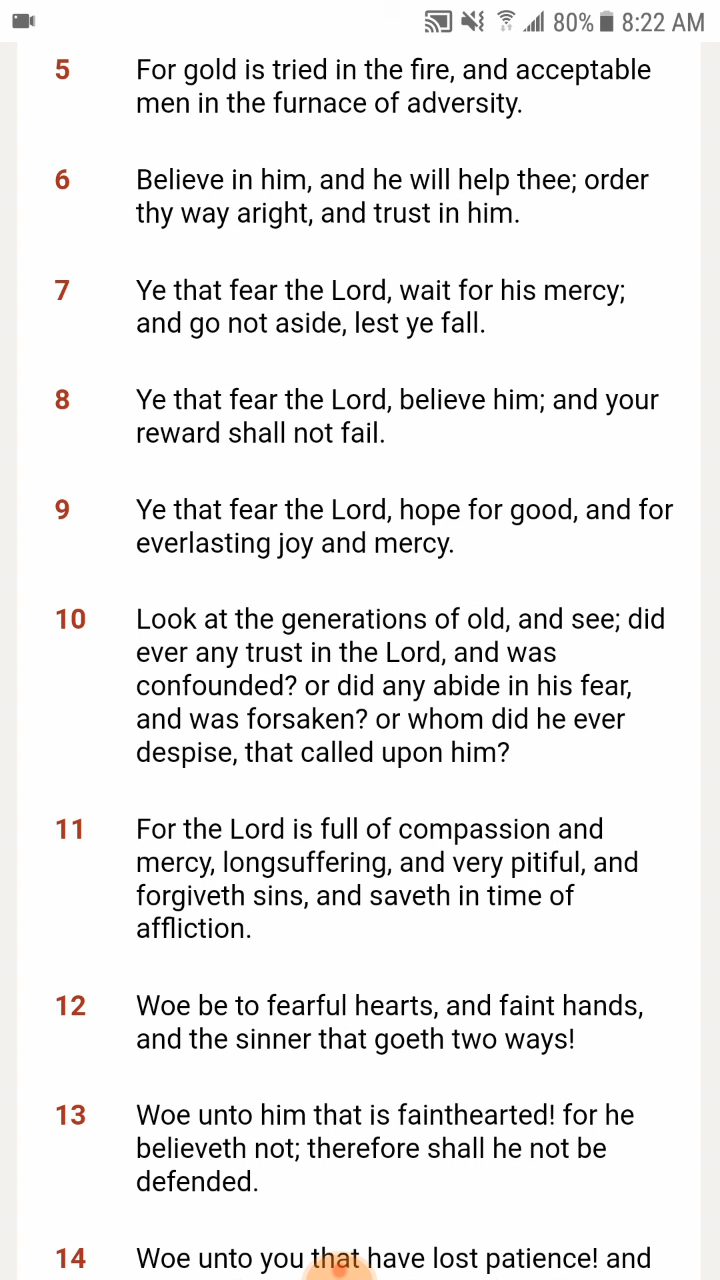 80% 8:22 AM
5 For gold is tried in the fire, and acceptable
men in the furnace of adversity.
6 Believe in him, and he will help thee; order
thy way aright, and trust in him.
7 Ye that fear the Lord, wait for his mercy;
and go not aside, lest ye fall.
8 Ye that fear the Lord, believe him; and your
reward shall not fail.
9 Ye that fear the Lord, hope for good, and for
everlasting joy and mercy.
10 Look at the generations of old, and see; did
ever any trust in the Lord, and was
confounded? or did any abide in his fear,
and was forsaken? or whom did he ever
despise, that called upon him?
11 For the Lord is full of compassion and
mercy, longsuffering, and very pitiful, and
forgiveth sins, and saveth in time of
affliction.
12 Woe be to fearful hearts, and faint hands,
and the sinner that goeth two ways!
13 Woe unto him that is fainthearted! for he
believeth not; therefore shall he not be
defended.
14 Woe unto you that have lost patience! and